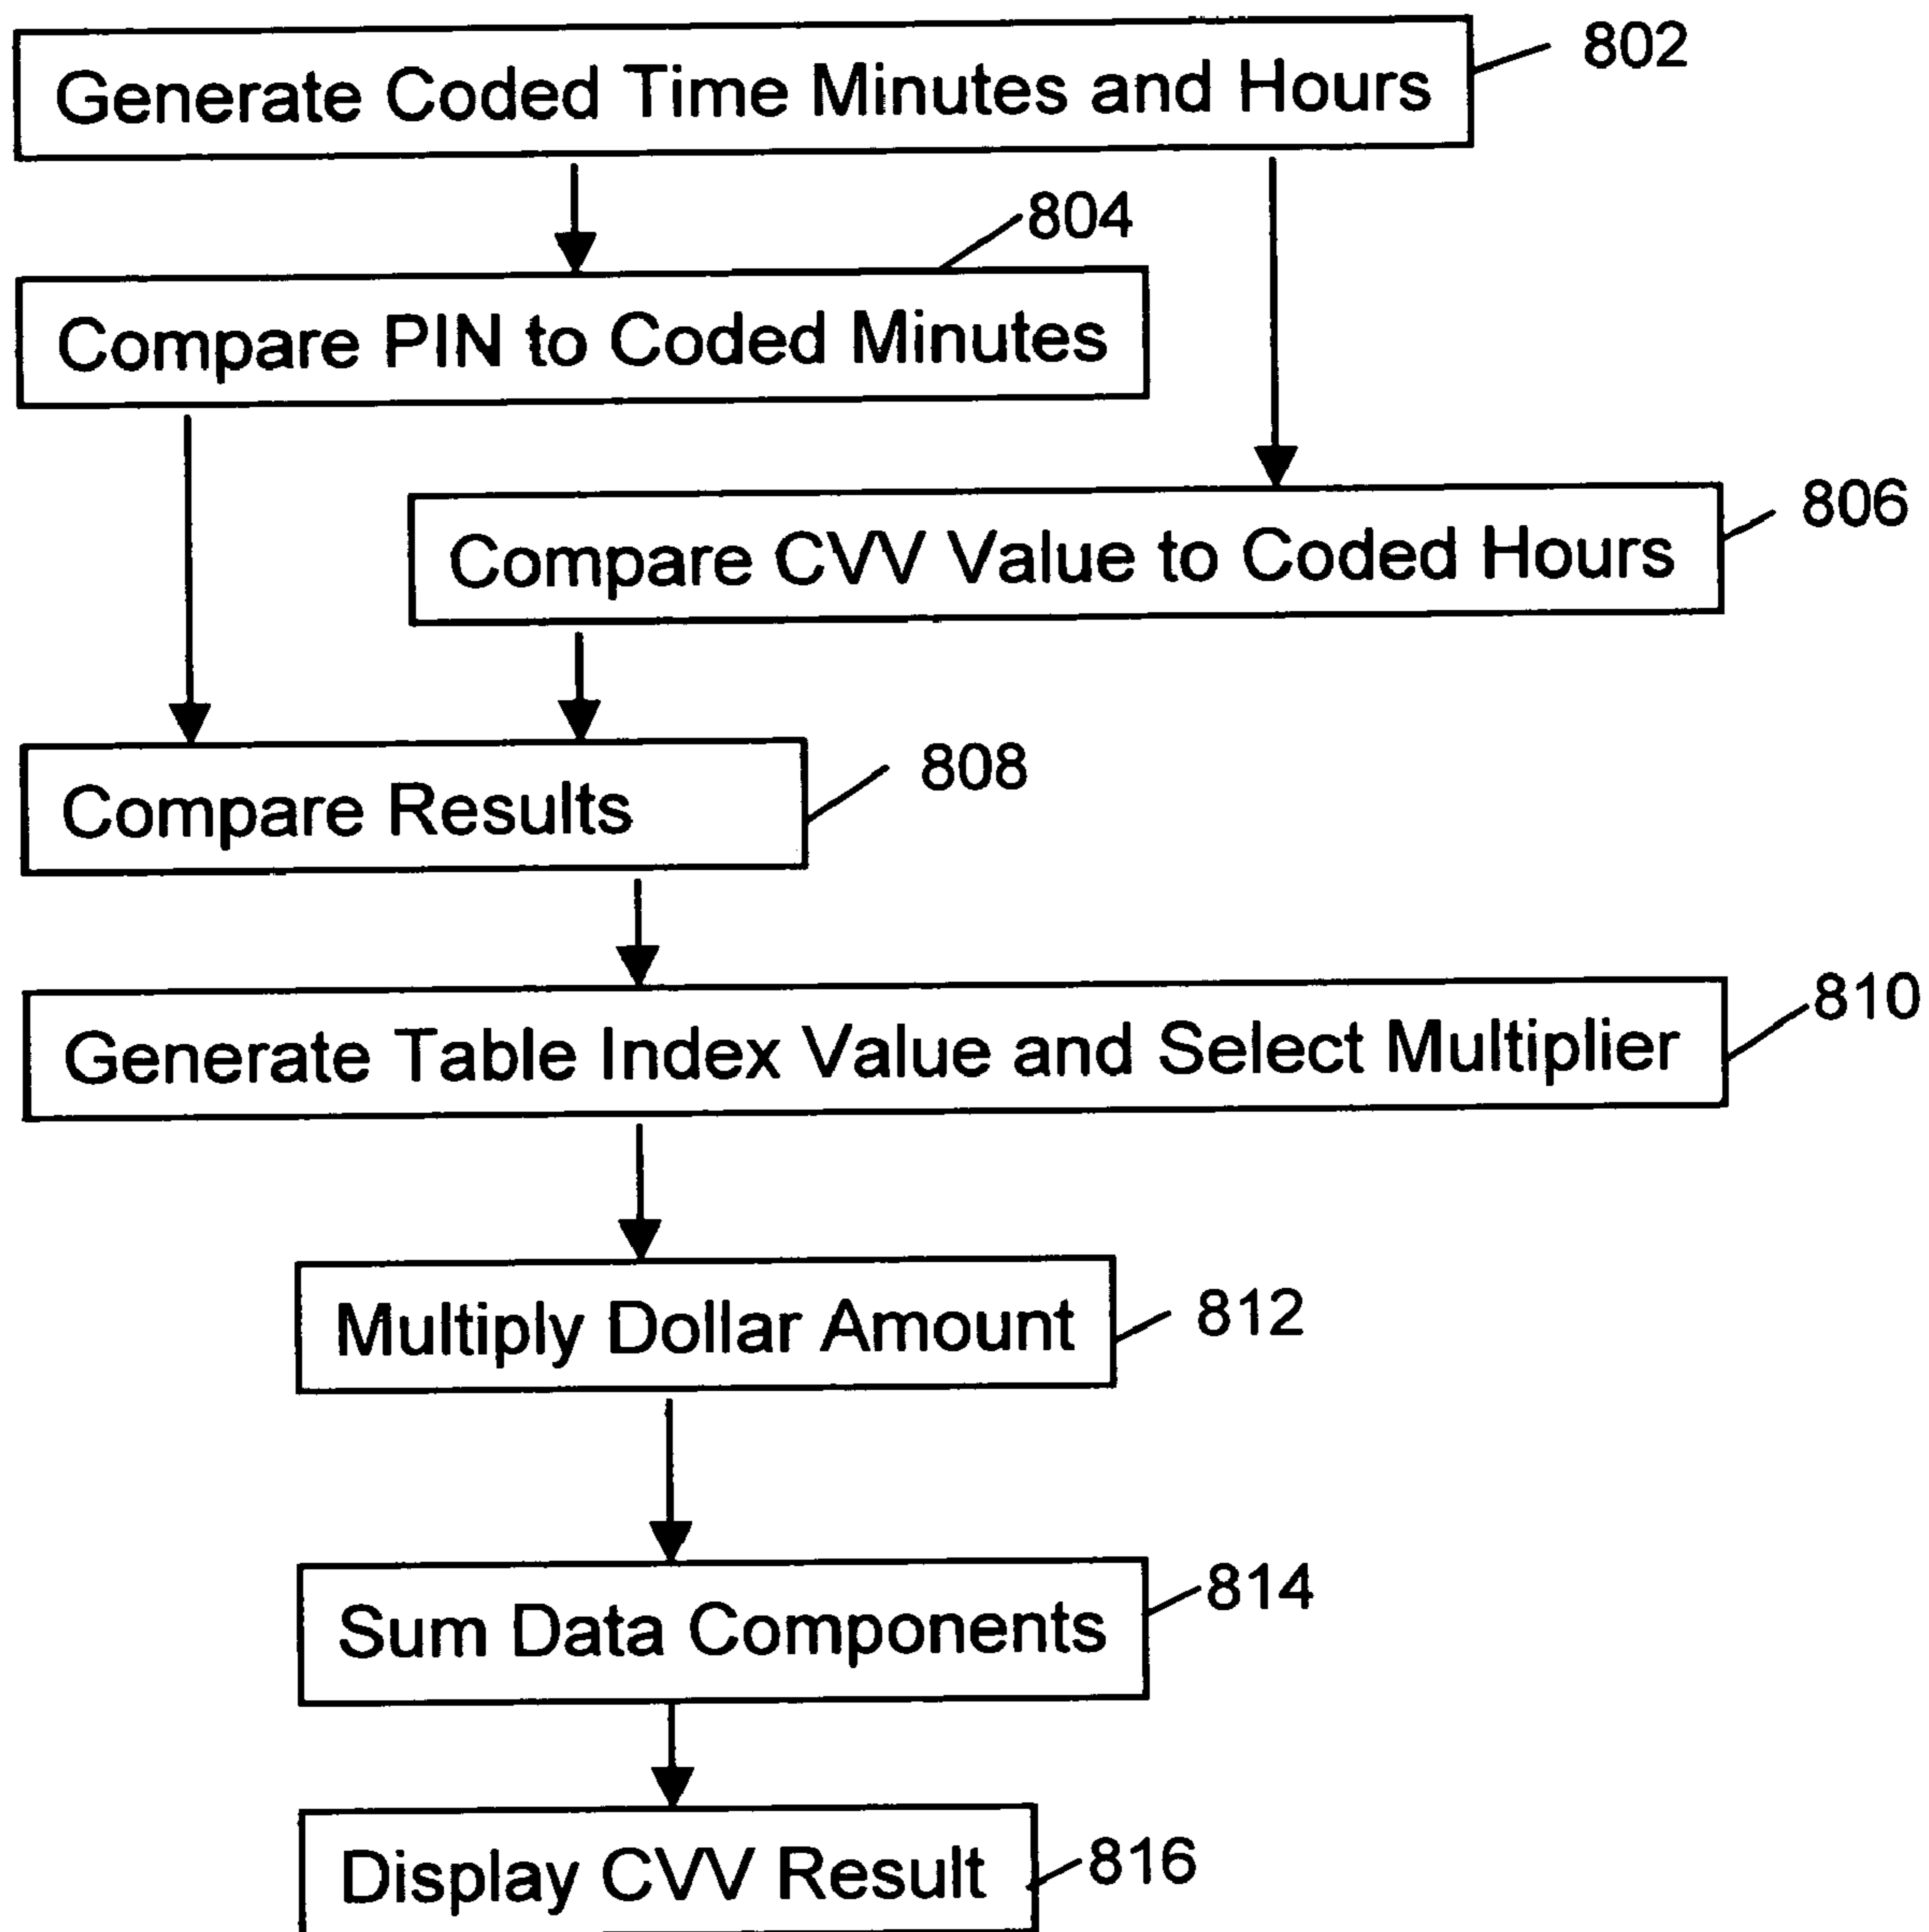 Generate Coded Time Minutes and Hours
802
804
Compare PIN to Coded Minutes
806
Compare CVV Value to Coded Hours
808
Compare Results
810
Generate Table Index Value and Select Multiplier
Multiply Dollar Amount
812
814
Sum Data Components
Display CVV Result
816